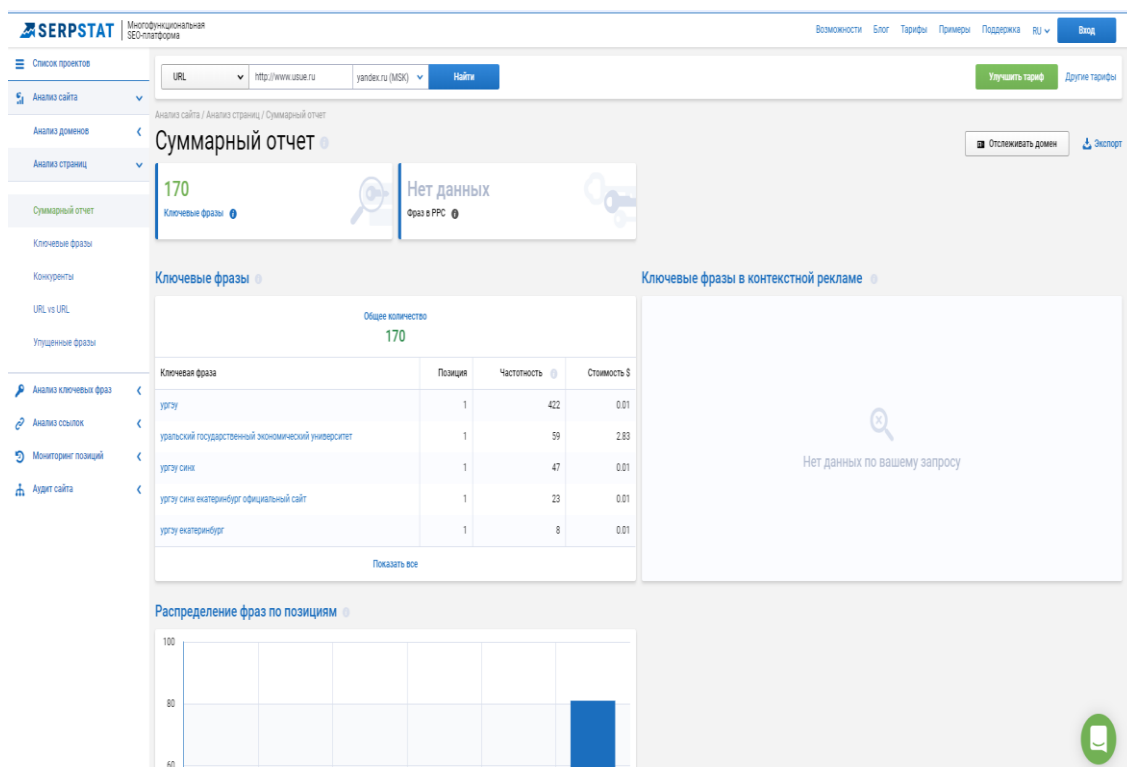 SERPSTAT
Многофункциональная
SEO-платформа
Возможности Блог Тарифы Примеры Поддержка RU Вход
Список проектов
Анализ сайта
Анализ доменов
Анализ страниц
Суммарный отчет
Ключевые фразы
Конкуренты
URL vs URL
Упущенные фразы
Анализ ключевых фраз
Анализ ссылок
Мониторинг позиций
Аудит сайта
URL http://www.usue.ru yandex.ru (MSK) Найти Улучшить тариф Другие тарифы
Анализ сайта / Анализ страниц / Суммарный отчет
Суммарный отчет
Отслеживать домен Экспорт
170
Ключевые фразы
Нет данных
Фраз в PPC
Ключевые фразы
Общее количество
170
Ключевая фраза Позиция Частотность Стоимость $
ургэу 1 422 0.01
уральский государственный экономический университет 1 59 2.83
ургэу синх 1 47 0.01
ургэу синх екатеринбург официальный сайт 1 23 0.01
ургэу екатеринбург 1 8 0.01
Показать все
Ключевые фразы в контекстной рекламе
Нет данных по вашему запросу
Распределение фраз по позициям
100
80
60